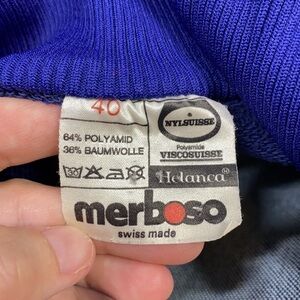 40
64% POLYAMID
36% BAUMWOLLE
NYLSUISSE
Polyamide
VISCOSUISSE
Helanca®
merboso
swiss made